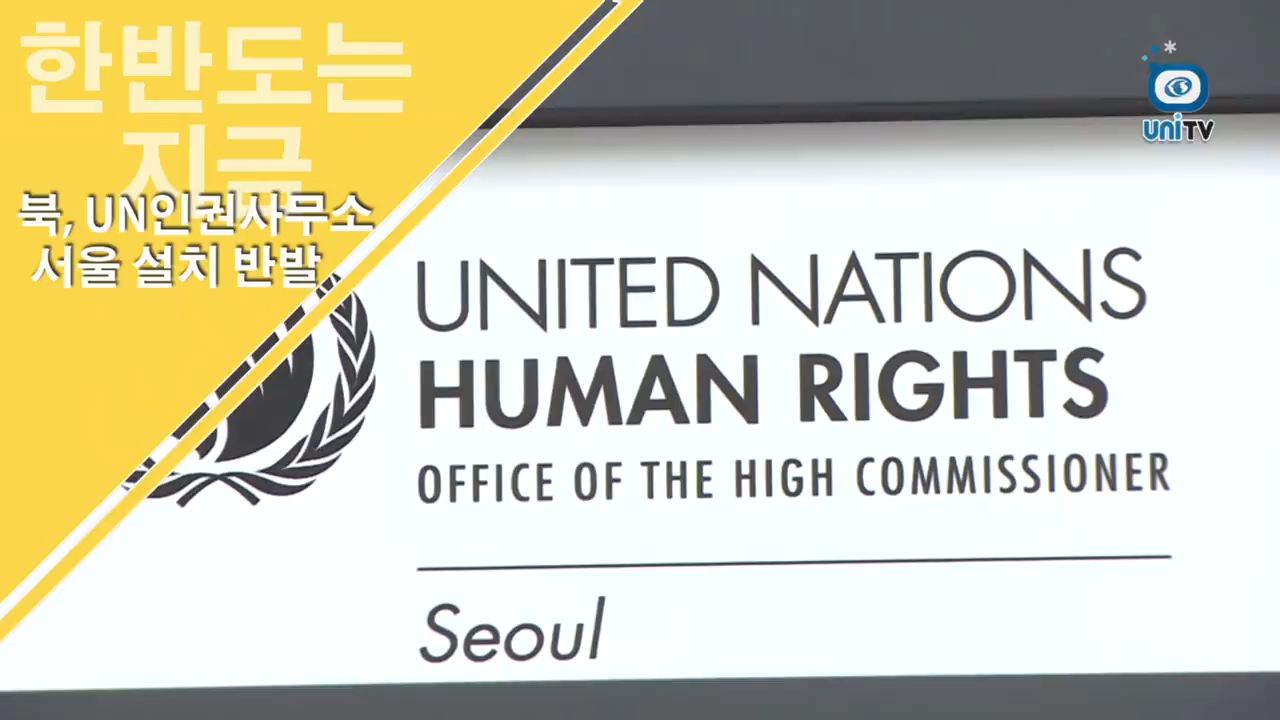 한반도는
지금
북, UN인권사무소
서울 설치 반발
uniTV
UNITED NATIONS
HUMAN RIGHTS
OFFICE OF THE HIGH COMMISSIONER
Seoul